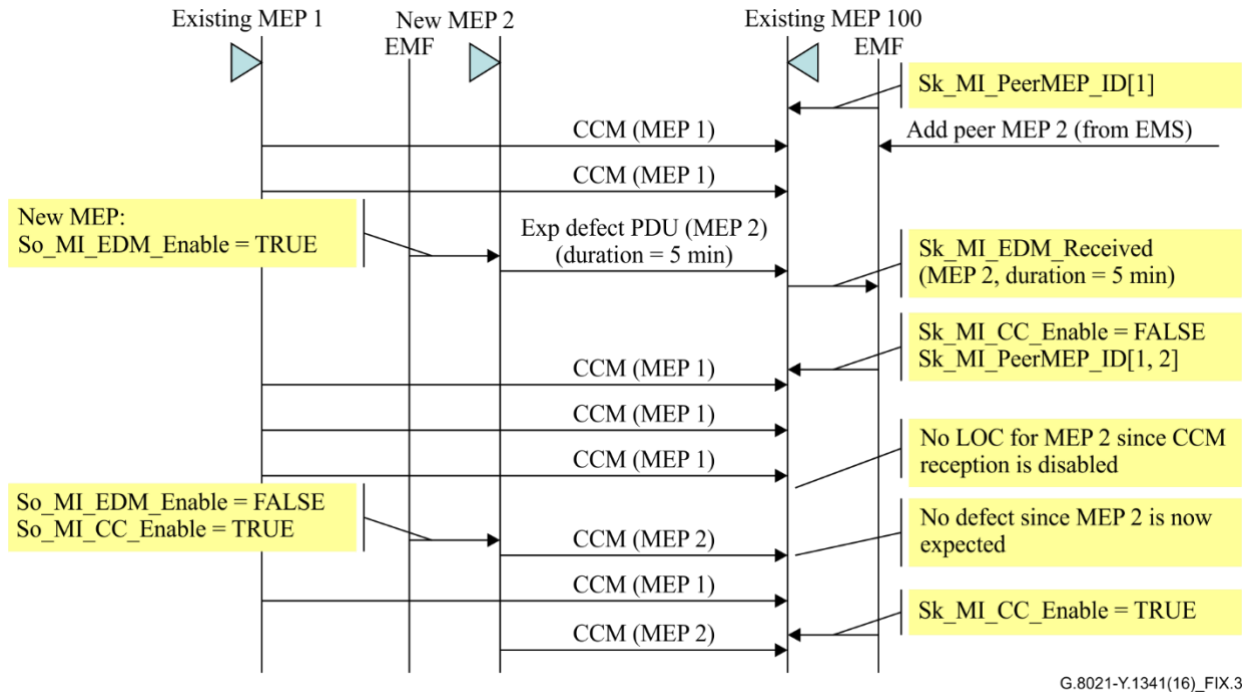 Existing MEP 1
New MEP 2
Existing MEP 100
EMF
EMF
Sk_MI_PeerMEP_ID[1]
CCM (MEP 1)
Add peer MEP 2 (from EMS)
CCM (MEP 1)
New MEP:
So_MI_EDM_Enable = TRUE
Exp defect PDU (MEP 2)
(duration = 5 min)
Sk_MI_EDM_Received
(MEP 2, duration = 5 min)
Sk_MI_CC_Enable = FALSE
Sk_MI_PeerMEP_ID[1, 2]
CCM (MEP 1)
CCM (MEP 1)
CCM (MEP 1)
No LOC for MEP 2 since CCM
reception is disabled
So_MI_EDM_Enable = FALSE
So_MI_CC_Enable = TRUE
No defect since MEP 2 is now
expected
CCM (MEP 2)
CCM (MEP 1)
Sk_MI_CC_Enable = TRUE
CCM (MEP 2)
G.8021-Y.1341(16)_FIX.3